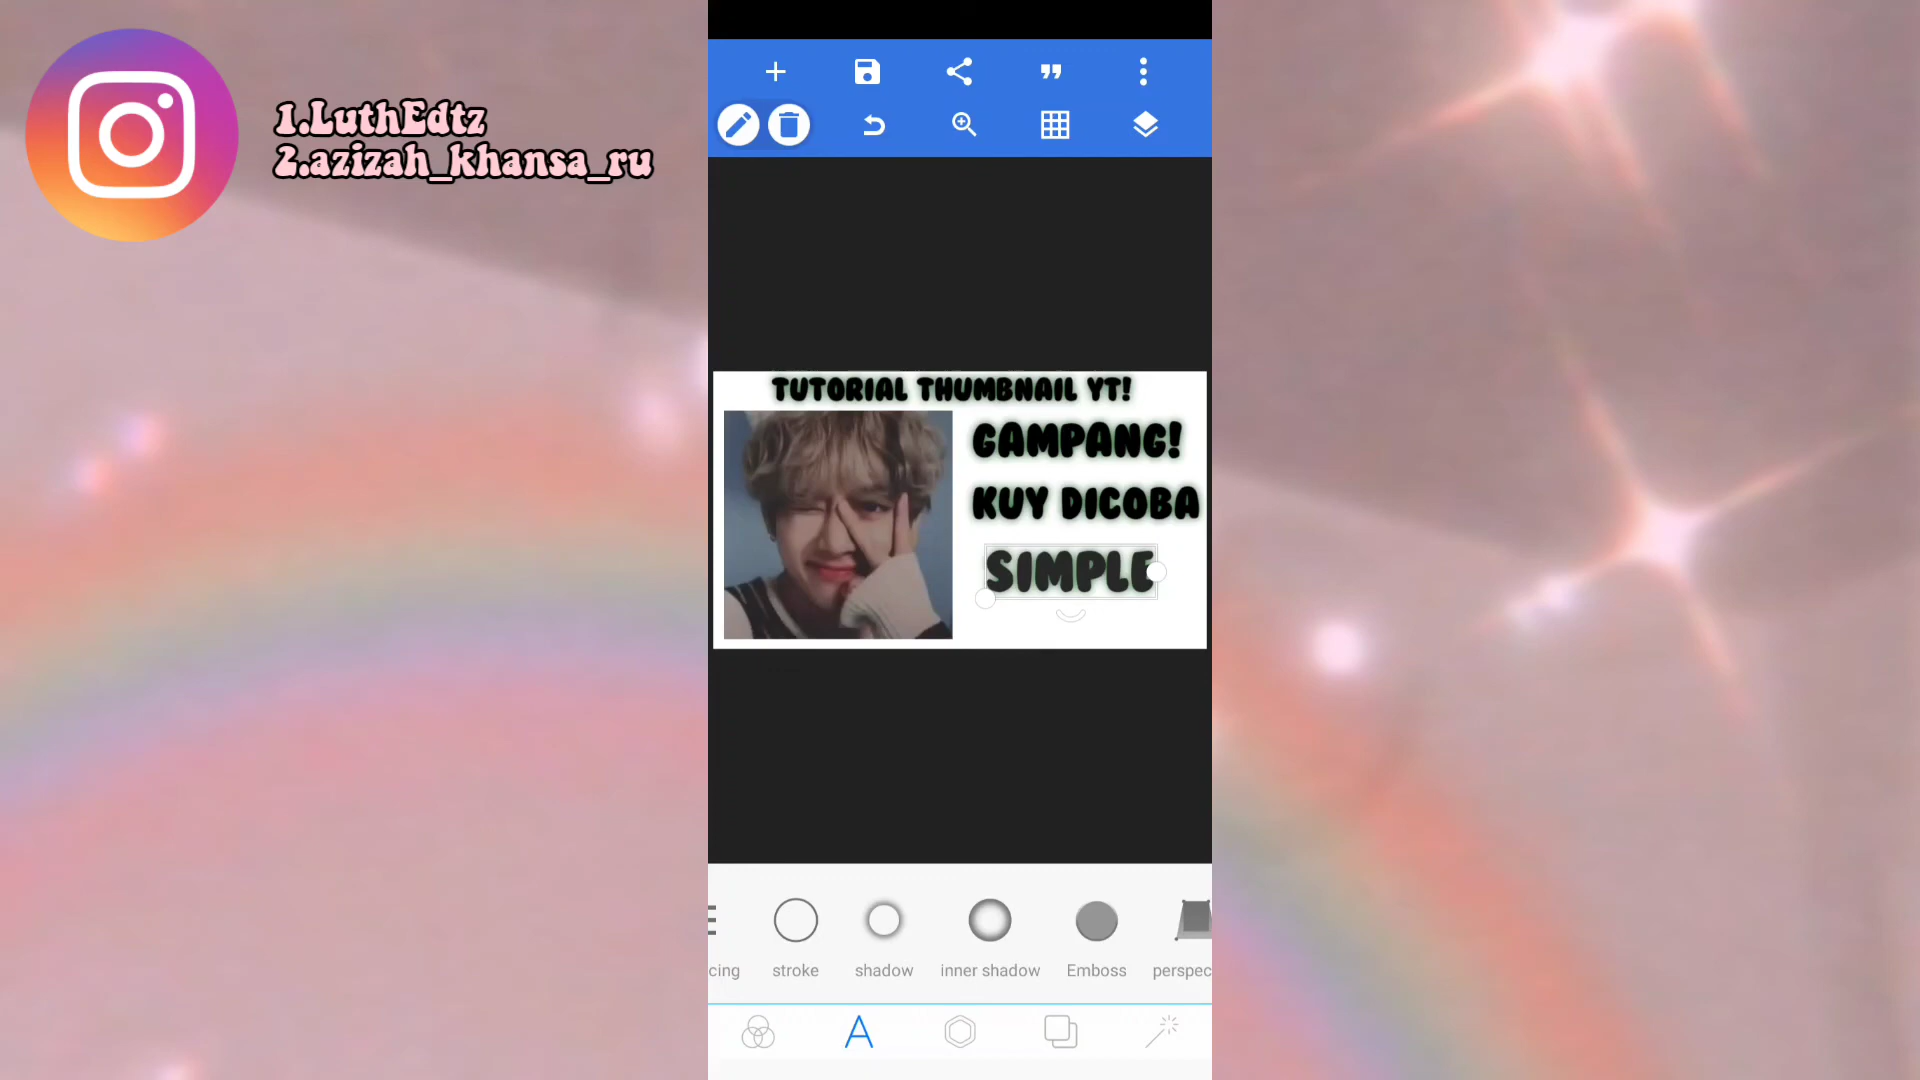 1.LuthEdtz
2.azizah_khansa_ru
TUTORIAL THUMBNAIL YT!
GAMPANG!
KUY DICOBA
SIMPLE
cing
stroke
shadow
inner shadow
Emboss
perspec